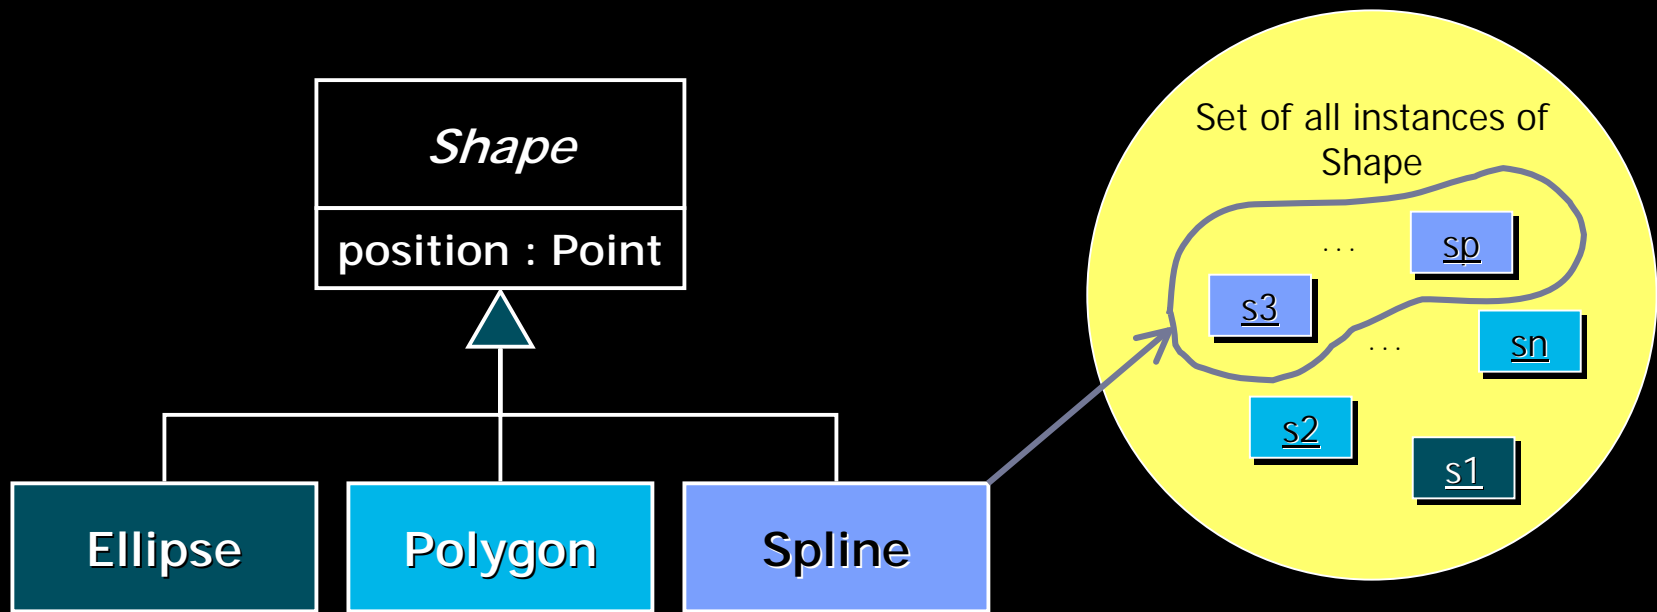 Shape
position : Point
Ellipse
Polygon
Spline
Set of all instances of
Shape
. . .
sp
s3
. . .
sn
s2
s1